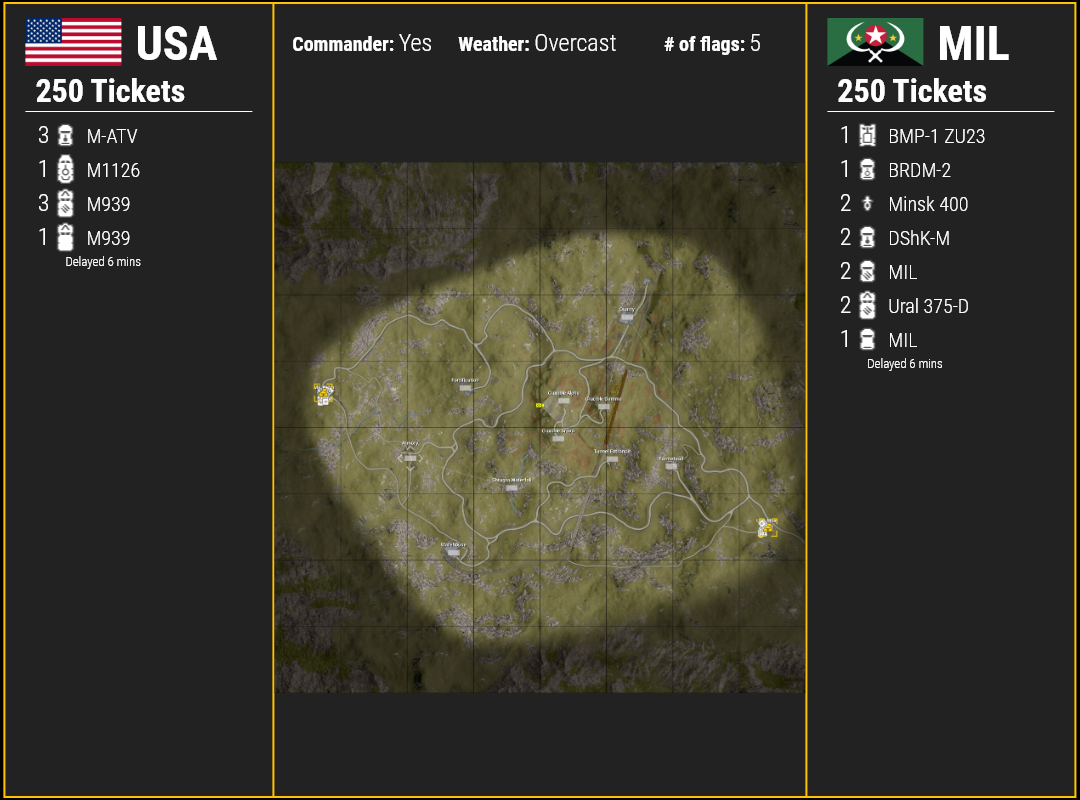 USA
250 Tickets
3 M-ATV
1 M1126
3 M939
1 M939
Delayed 6 mins
Commander: Yes Weather: Overcast # of flags: 5
Quarry
Fortification
MIL
250 Tickets
1 BMP-1 ZU23
1 BRDM-2
2 Minsk 400
2 DShK-M
2 MIL
2 Ural 375-D
1 MIL
Delayed 6 mins